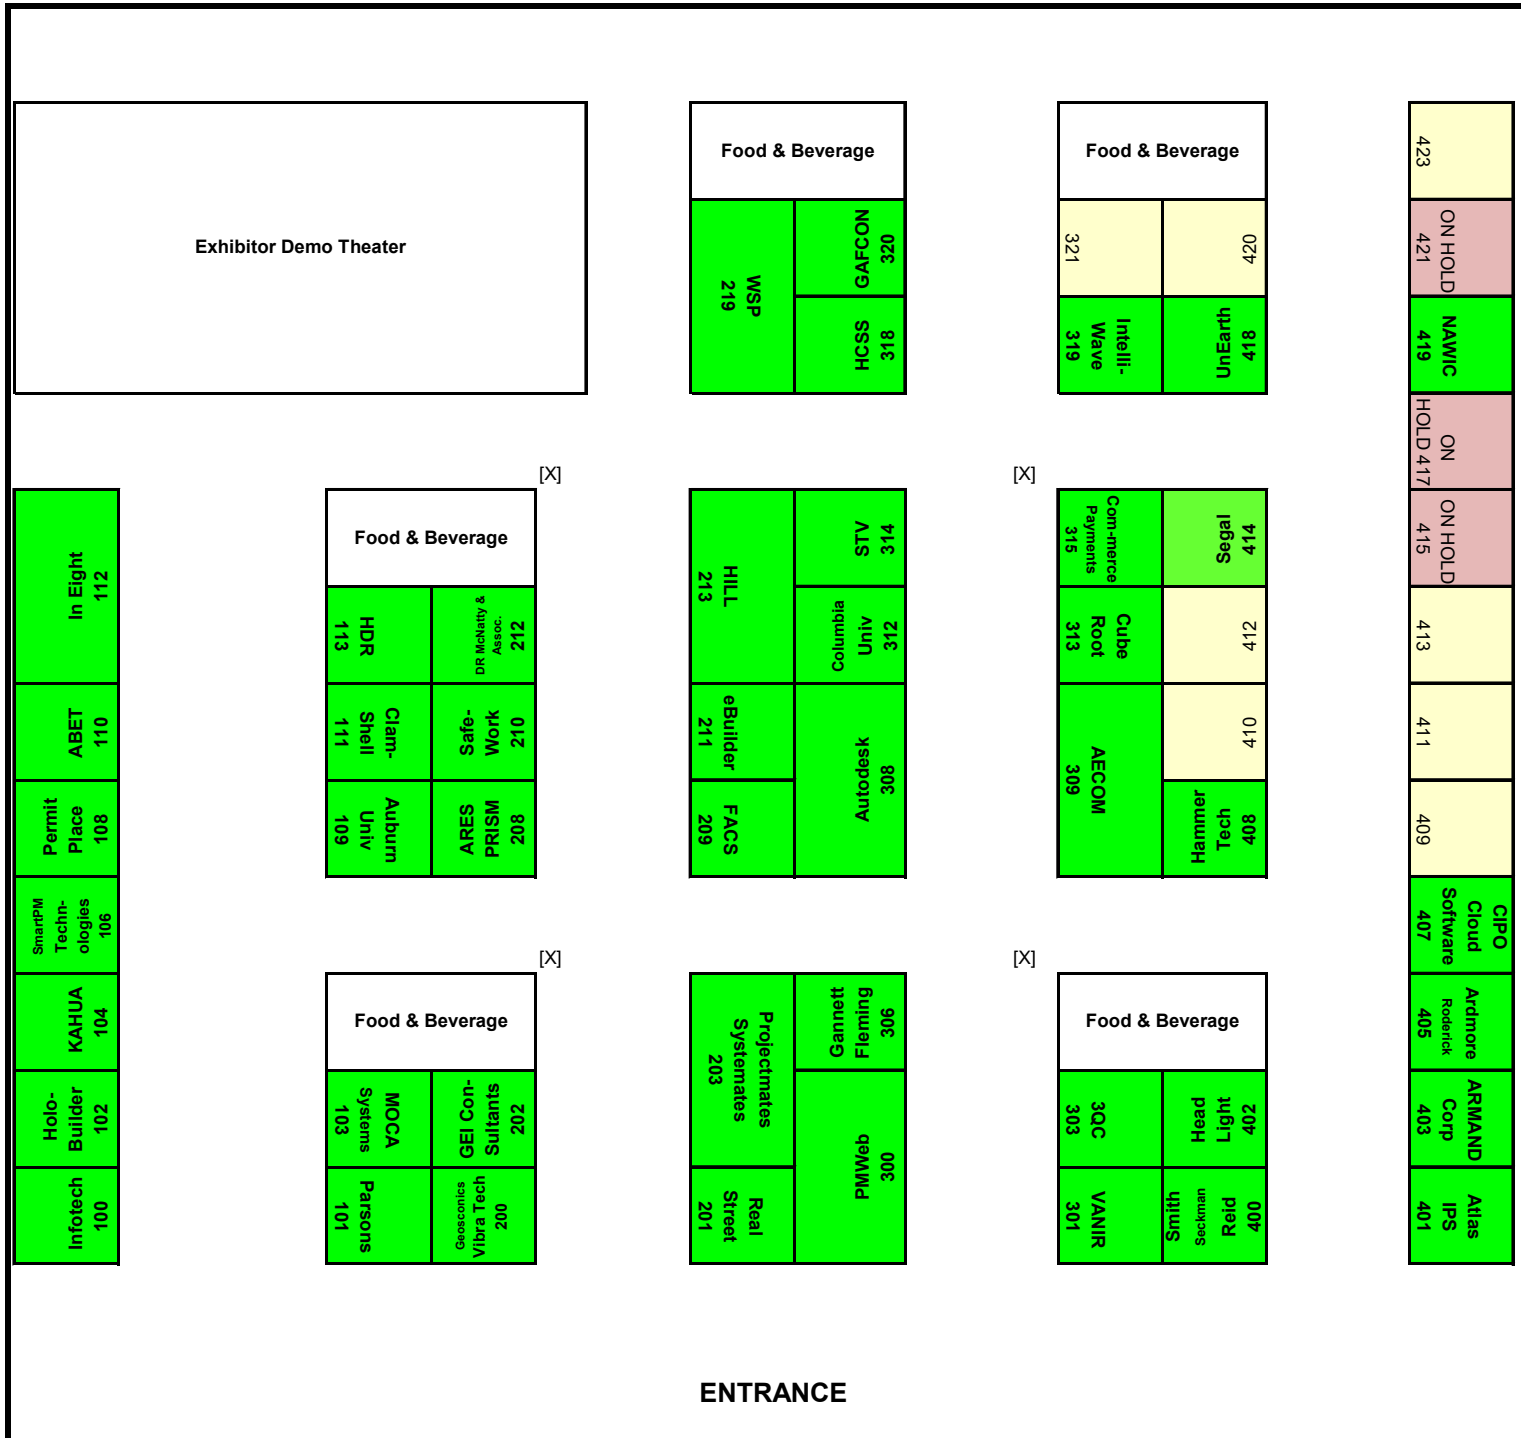 Exhibitor Demo Theater
Food & Beverage
WSP
219
GAFCON
320
HCSS
318
Food & Beverage
321
420
Intelli-
Wave
319
UnEarth
418
423
ON HOLD
421
NAWIC
419
ON
HOLD 417
ON HOLD
415
413
411
409
CIPO
Cloud
Software
407
Ardmore
Roderick
405
ARMAND
Corp
403
Atlas
IPS
401
[X]
[X]
In Eight
112
ABET
110
Permit
Place
108
SmartPM
Techn-
ologies
106
KAHUA
104
Holo-
Builder
102
Infotech
100
Food & Beverage
HDR
113
DR McNatty &
Assoc.
212
Clam-
Shell
111
Safe-
Work
210
Auburn
Univ
109
ARES
PRISM
208
HILL
213
STV
314
Columbia
Univ
312
eBuilder
211
FACS
209
Autodesk
308
Com-merce
Payments
315
Segal
414
Cube
Root
313
412
410
AECOM
309
Hammer
Tech
408
[X]
[X]
Food & Beverage
MOCA
Systems
103
GEI Con-
Sultants
202
Parsons
101
Geosconics
Vibra Tech
200
Projectmates
Systemates
203
Gannett
Fleming
306
Real
Street
201
PMWeb
300
Food & Beverage
3QC
303
Head
Light
402
VANIR
301
Smith
Seckman
Reid
400
ENTRANCE